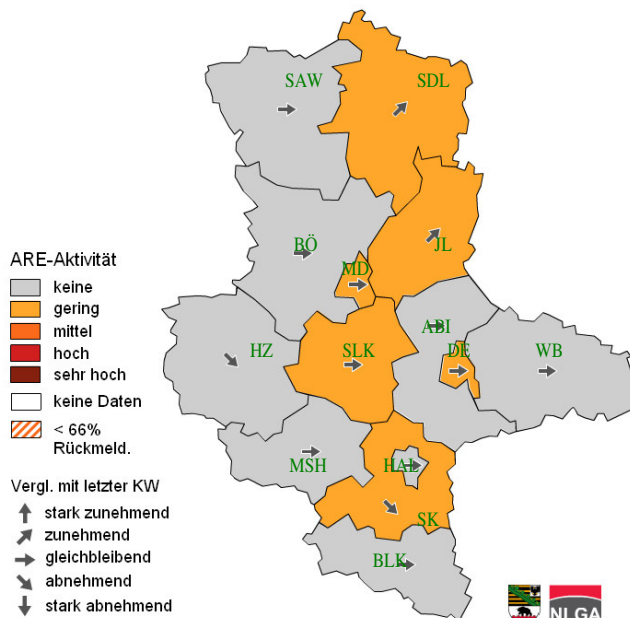 SAW
SDL
BÖ
JL
MD
ARE-Aktivität
keine
gering
mittel
hoch
sehr hoch
keine Daten
< 66%
Rückmeld.
HZ
SLK
ABI
DE
WB
MSH
HAL
SK
BLK
Vergl. mit letzter KW
stark zunehmend
zunehmend
gleichbleibend
abnehmend
stark abnehmend
NLGA